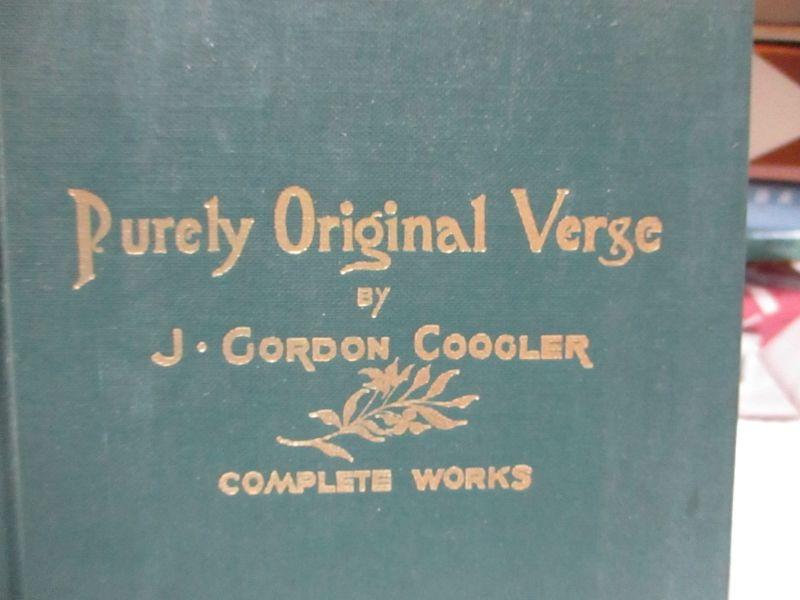 Purely Original Verse
BY
J. GORDON COOGLER
COMPLETE WORKS